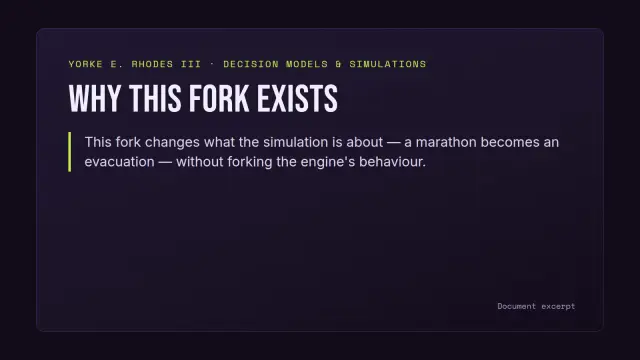 YORKE E. RHODES III · DECISION MODELS & SIMULATIONS
WHY THIS FORK EXISTS
This fork changes what the simulation is about — a marathon becomes an
evacuation — without forking the engine's behaviour.
Document excerpt